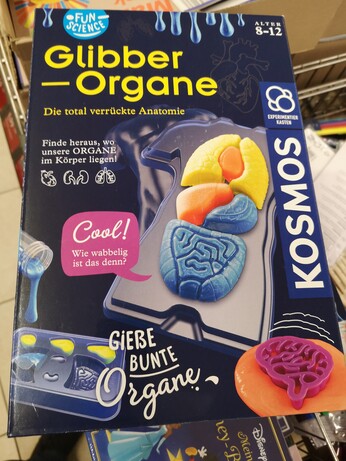 FUN
SCIENCE
ALTER
8–12
Glibber
–Organe
Die total verrückte Anatomie
Finde heraus, wo
unsere ORGANE
im Körper liegen!
EXPERIMENTIER
KASTEN
KOSMOS
Cool!
Wie wabbelig
ist das denn?
GIEẞE
BUNTE
Organe!